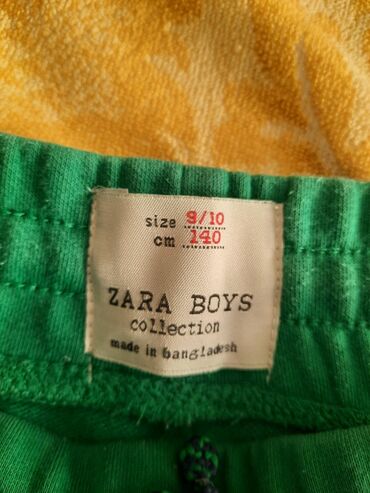 size 9/10
cm 140
ZARA BOYS
collection
made in bangladesh